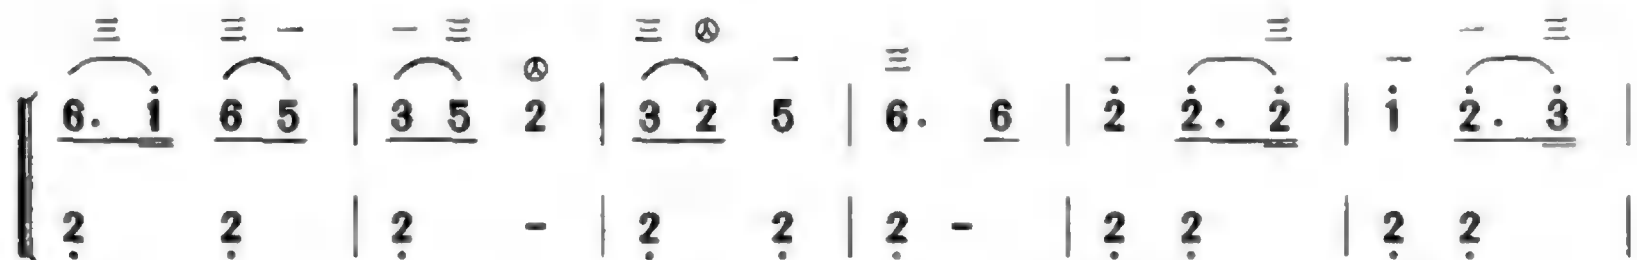 三 三 一 一 三 三 ㊅ 三 一 三 一 一 三
6. i 6 5 | 3 5 2 | 3 2 5 | 6. 6 | 2̇ 2̇. 2̇ | i 2̇. 3̇ |
2̣ 2̣ | 2̣ - | 2̣ 2̣ | 2̣ - | 2̣ 2̣ | 2̣ 2̣ |